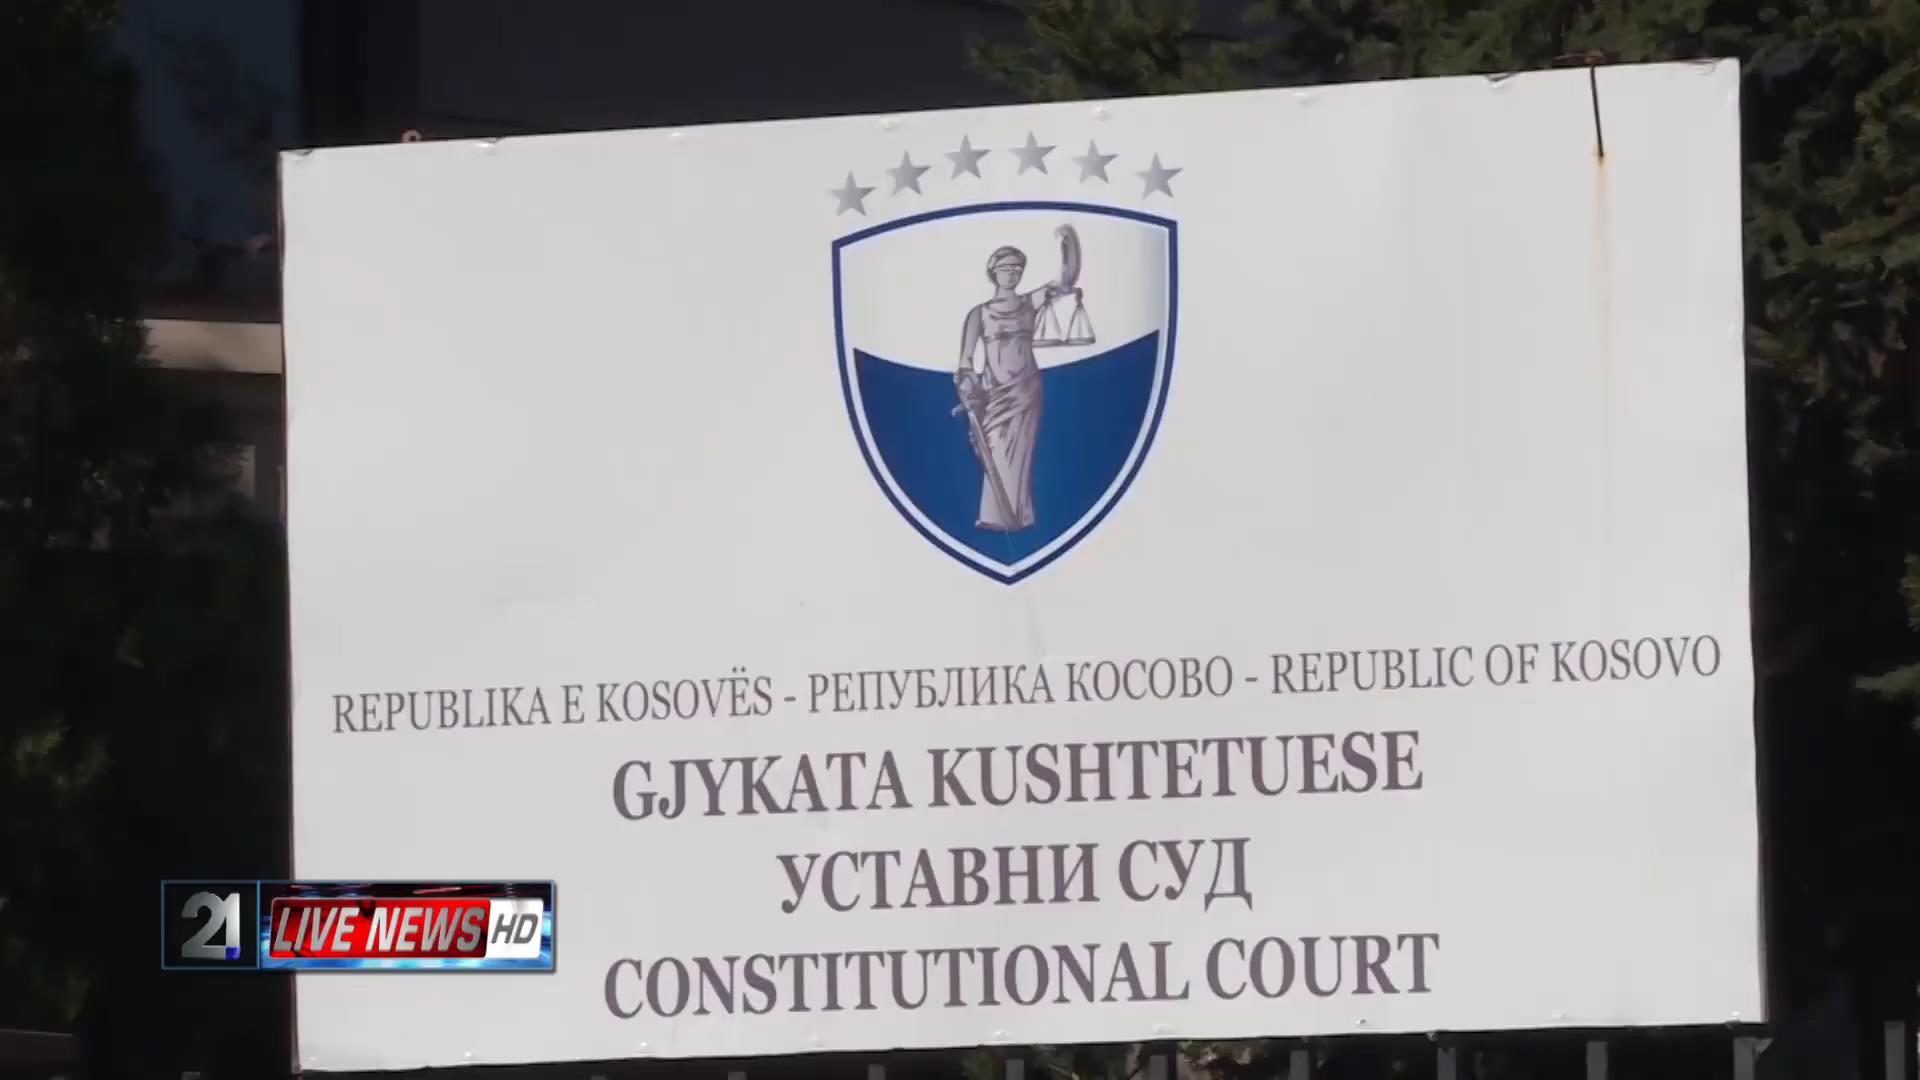 REPUBLIKA E KOSOVËS - РЕПУБЛИКА КОСОВО - REPUBLIC OF KOSOVO
GJYKATA KUSHTETUESE
УСТАВНИ СУД
CONSTITUTIONAL COURT
21 LIVE NEWS HD